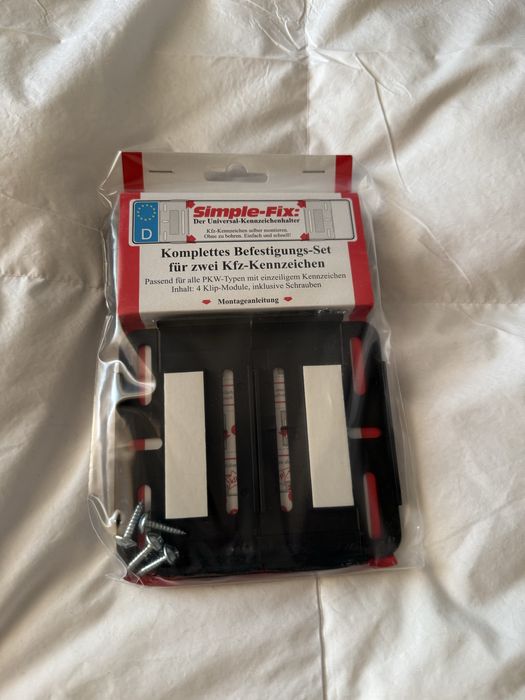 Simple-Fix:
Der Universal-Kennzeichenhalter
Kfz-Kennzeichen selber montieren.
Ohne zu bohren. Einfach und schnell!
D
Komplettes Befestigungs-Set
für zwei Kfz-Kennzeichen
Passend für alle PKW-Typen mit einzeiligem Kennzeichen
Inhalt: 4 Klip-Module, inklusive Schrauben
Montageanleitung